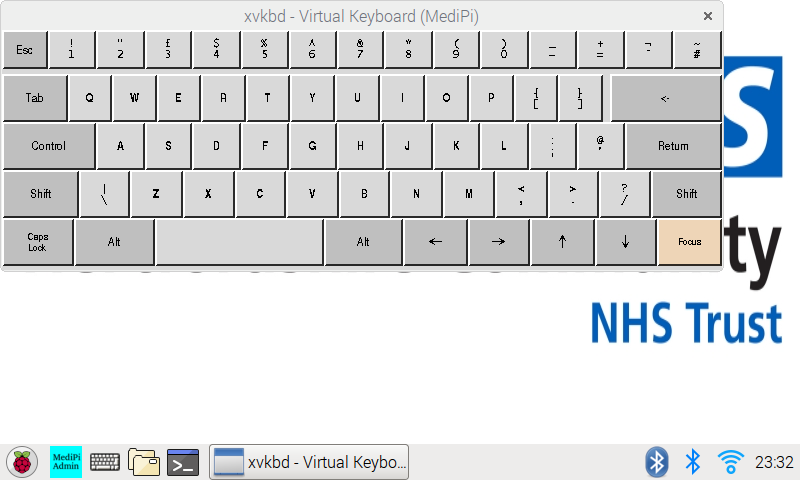 xvkbd - Virtual Keyboard (MediPi) ×
Esc ! 1 " 2 £ 3 $ 4 % 5 ^ 6 & 7 * 8 ( 9 ) 0 _ - + = ¬ ~ #
Tab Q W E R T Y U I O P { [ } ] <-
Control A S D F G H J K L : ; @ ' Return
Shift | \ Z X C V B N M < , > . ? / Shift
Caps Lock Alt Alt ← → ↑ ↓ Focus
S
ty
NHS Trust
MediPi Admin >_ xvkbd - Virtual Keybo... 23:32